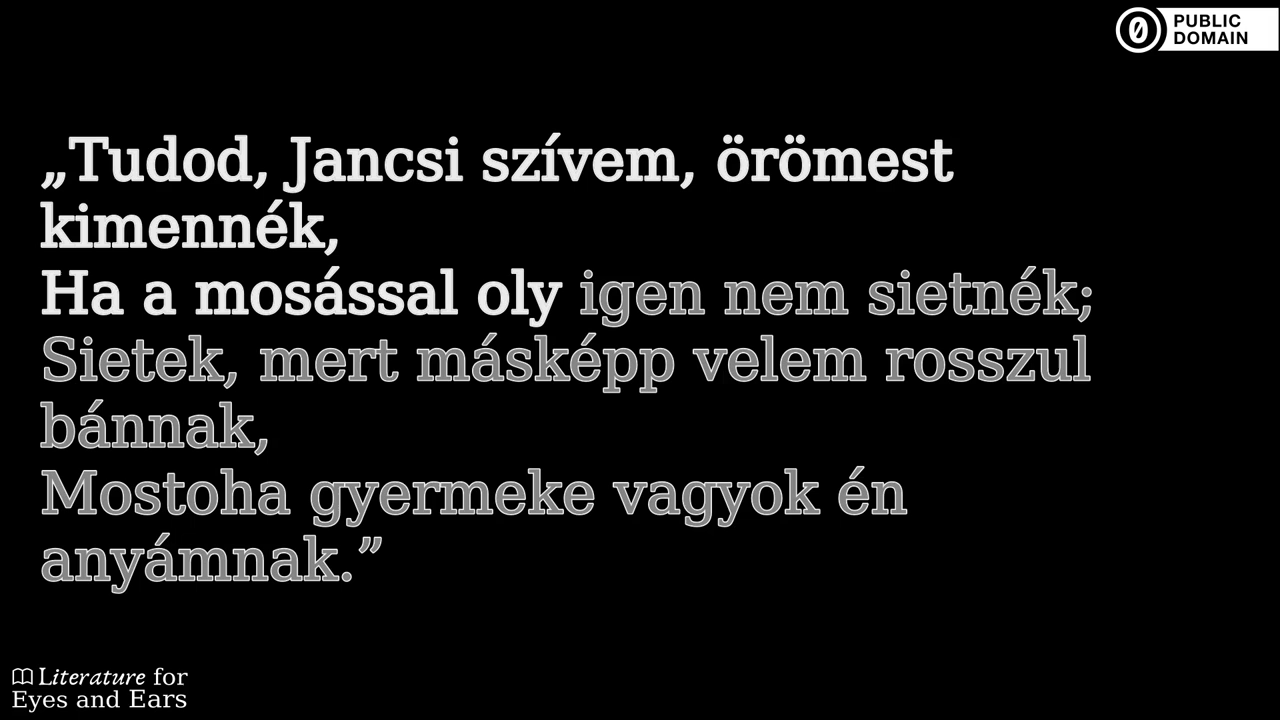 PUBLIC
DOMAIN
„Tudod, Jancsi szívem, örömest
kimennék,
Ha a mosással oly igen nem sietnék;
Sietek, mert másképp velem rosszul
bánnak,
Mostoha gyermeke vagyok én
anyámnak.”
Literature for
Eyes and Ears